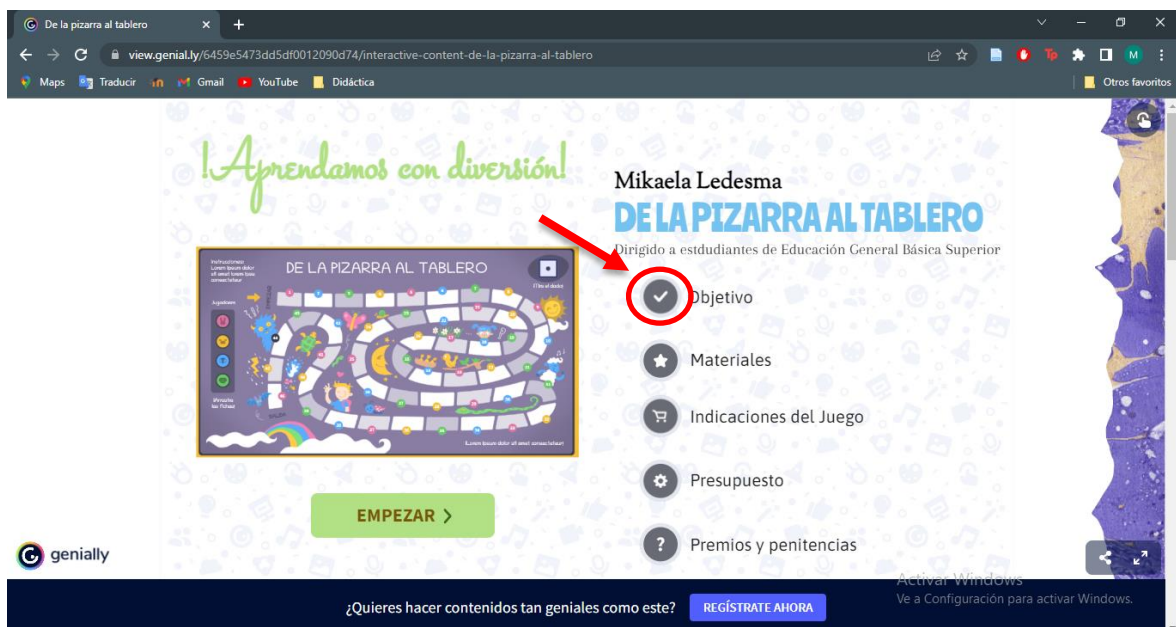 De la pizarra al tablero
view.genial.ly/6459e5473dd5df0012090d74/interactive-content-de-la-pizarra-al-tablero
M
Maps Traducir Gmail YouTube Didáctica Otros favoritos
!Aprendamos con diversión!
Mikaela Ledesma
DE LA PIZARRA AL TABLERO
Dirigido a estdudiantes de Educación General Básica Superior
DE LA PIZARRA AL TABLERO
Objetivo
Materiales
Indicaciones del Juego
Presupuesto
Premios y penitencias
EMPEZAR >
genially
Activar Windows
Ve a Configuración para activar Windows.
¿Quieres hacer contenidos tan geniales como este? REGÍSTRATE AHORA